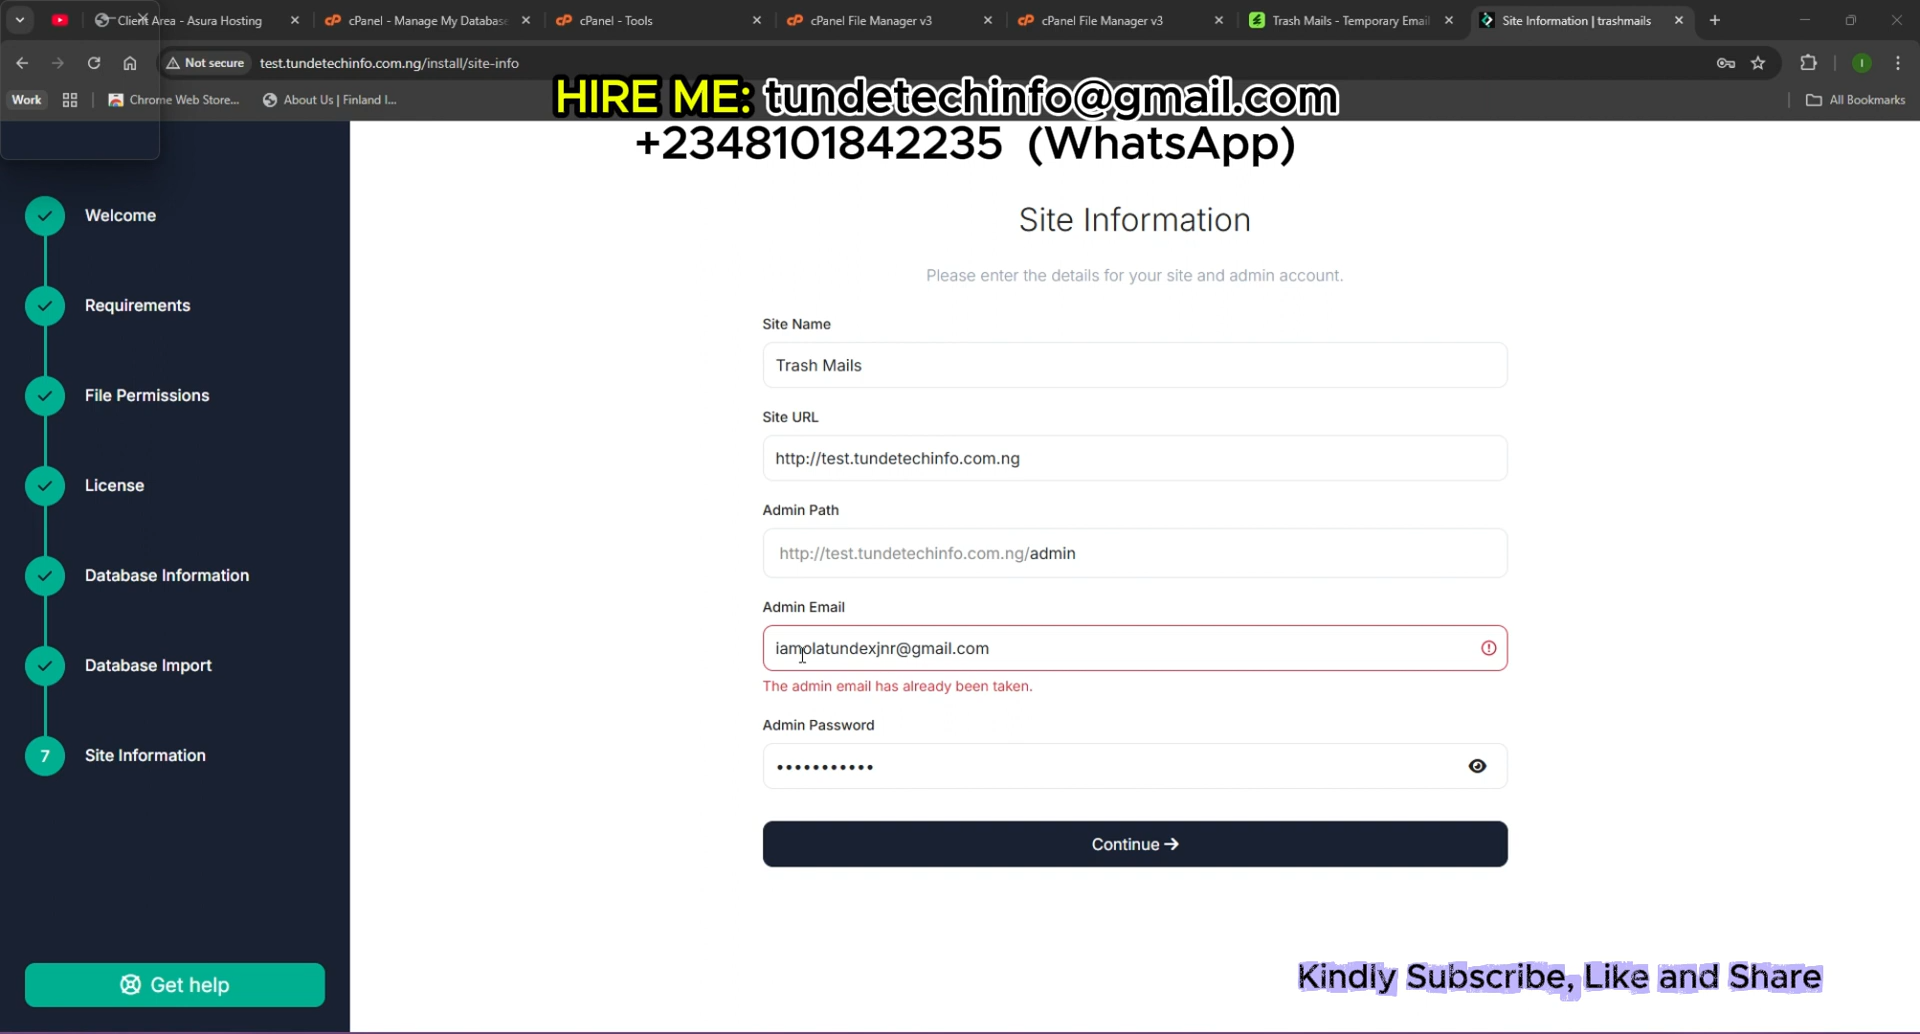 Client Area - Asura Hosting
cPanel - Manage My Database
cPanel - Tools
cPanel File Manager v3
cPanel File Manager v3
Trash Mails - Temporary Email
Site Information | trashmails
Not secure
test.tundetechinfo.com.ng/install/site-info
Work
Chrome Web Store...
About Us | Finland I...
All Bookmarks
HIRE ME: tundetechinfo@gmail.com
+2348101842235 (WhatsApp)
Welcome
Requirements
File Permissions
License
Database Information
Database Import
7
Site Information
Get help
Site Information
Please enter the details for your site and admin account.
Site Name
Trash Mails
Site URL
http://test.tundetechinfo.com.ng
Admin Path
http://test.tundetechinfo.com.ng/admin
Admin Email
iamolatundexjnr@gmail.com
The admin email has already been taken.
Admin Password
•••••••••••
Continue →
Kindly Subscribe, Like and Share